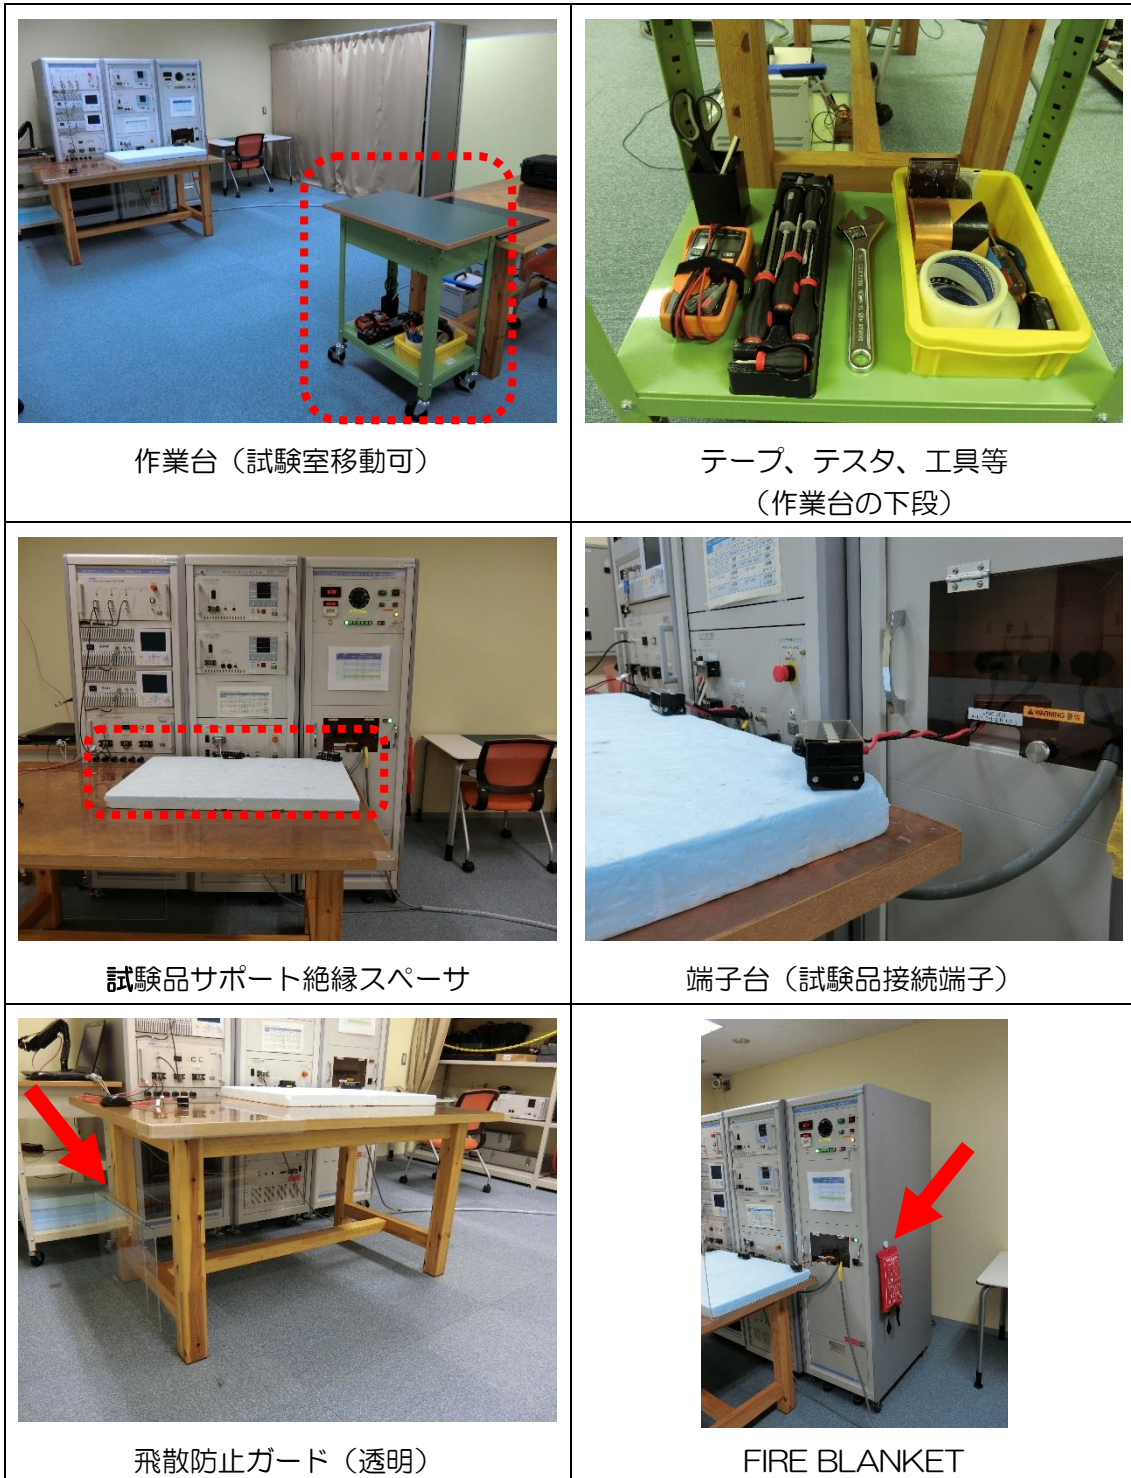 作業台（試験室移動可）
テープ、テスタ、工具等
（作業台の下段）
試験品サポート絶縁スペーサ
端子台（試験品接続端子）
⚠WARNING 警告
飛散防止ガード（透明）
FIRE BLANKET